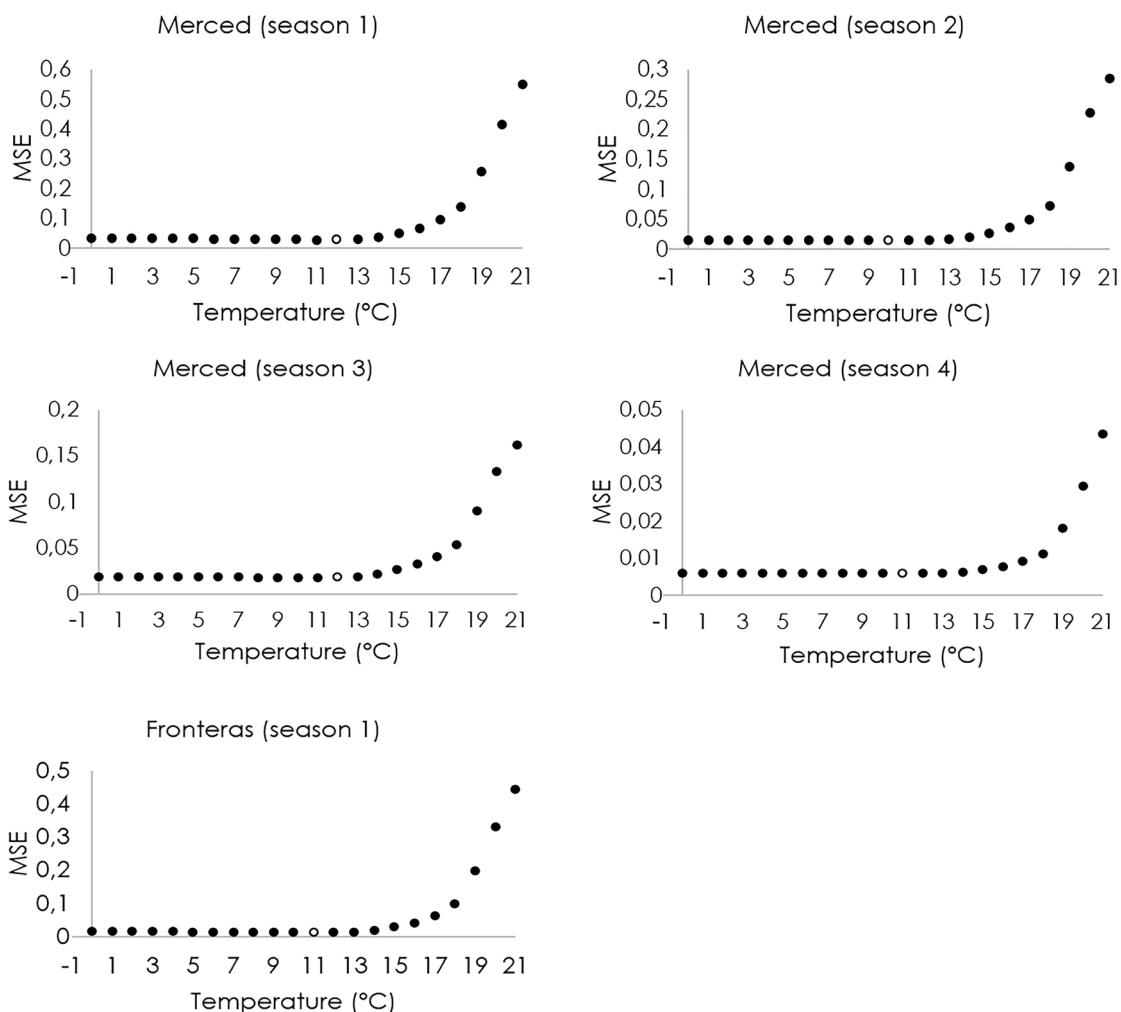 Merced (season 1)
0,6
0,5
0,4
0,3
0,2
0,1
0
MSE
-1 1 3 5 7 9 11 13 15 17 19 21
Temperature (°C)
Merced (season 2)
0,3
0,25
0,2
0,15
0,1
0,05
0
MSE
-1 1 3 5 7 9 11 13 15 17 19 21
Temperature (°C)
Merced (season 3)
0,2
0,15
0,1
0,05
0
MSE
-1 1 3 5 7 9 11 13 15 17 19 21
Temperature (°C)
Merced (season 4)
0,05
0,04
0,03
0,02
0,01
0
MSE
-1 1 3 5 7 9 11 13 15 17 19 21
Temperature (°C)
Fronteras (season 1)
0,5
0,4
0,3
0,2
0,1
0
MSE
-1 1 3 5 7 9 11 13 15 17 19 21
Temperature (°C)